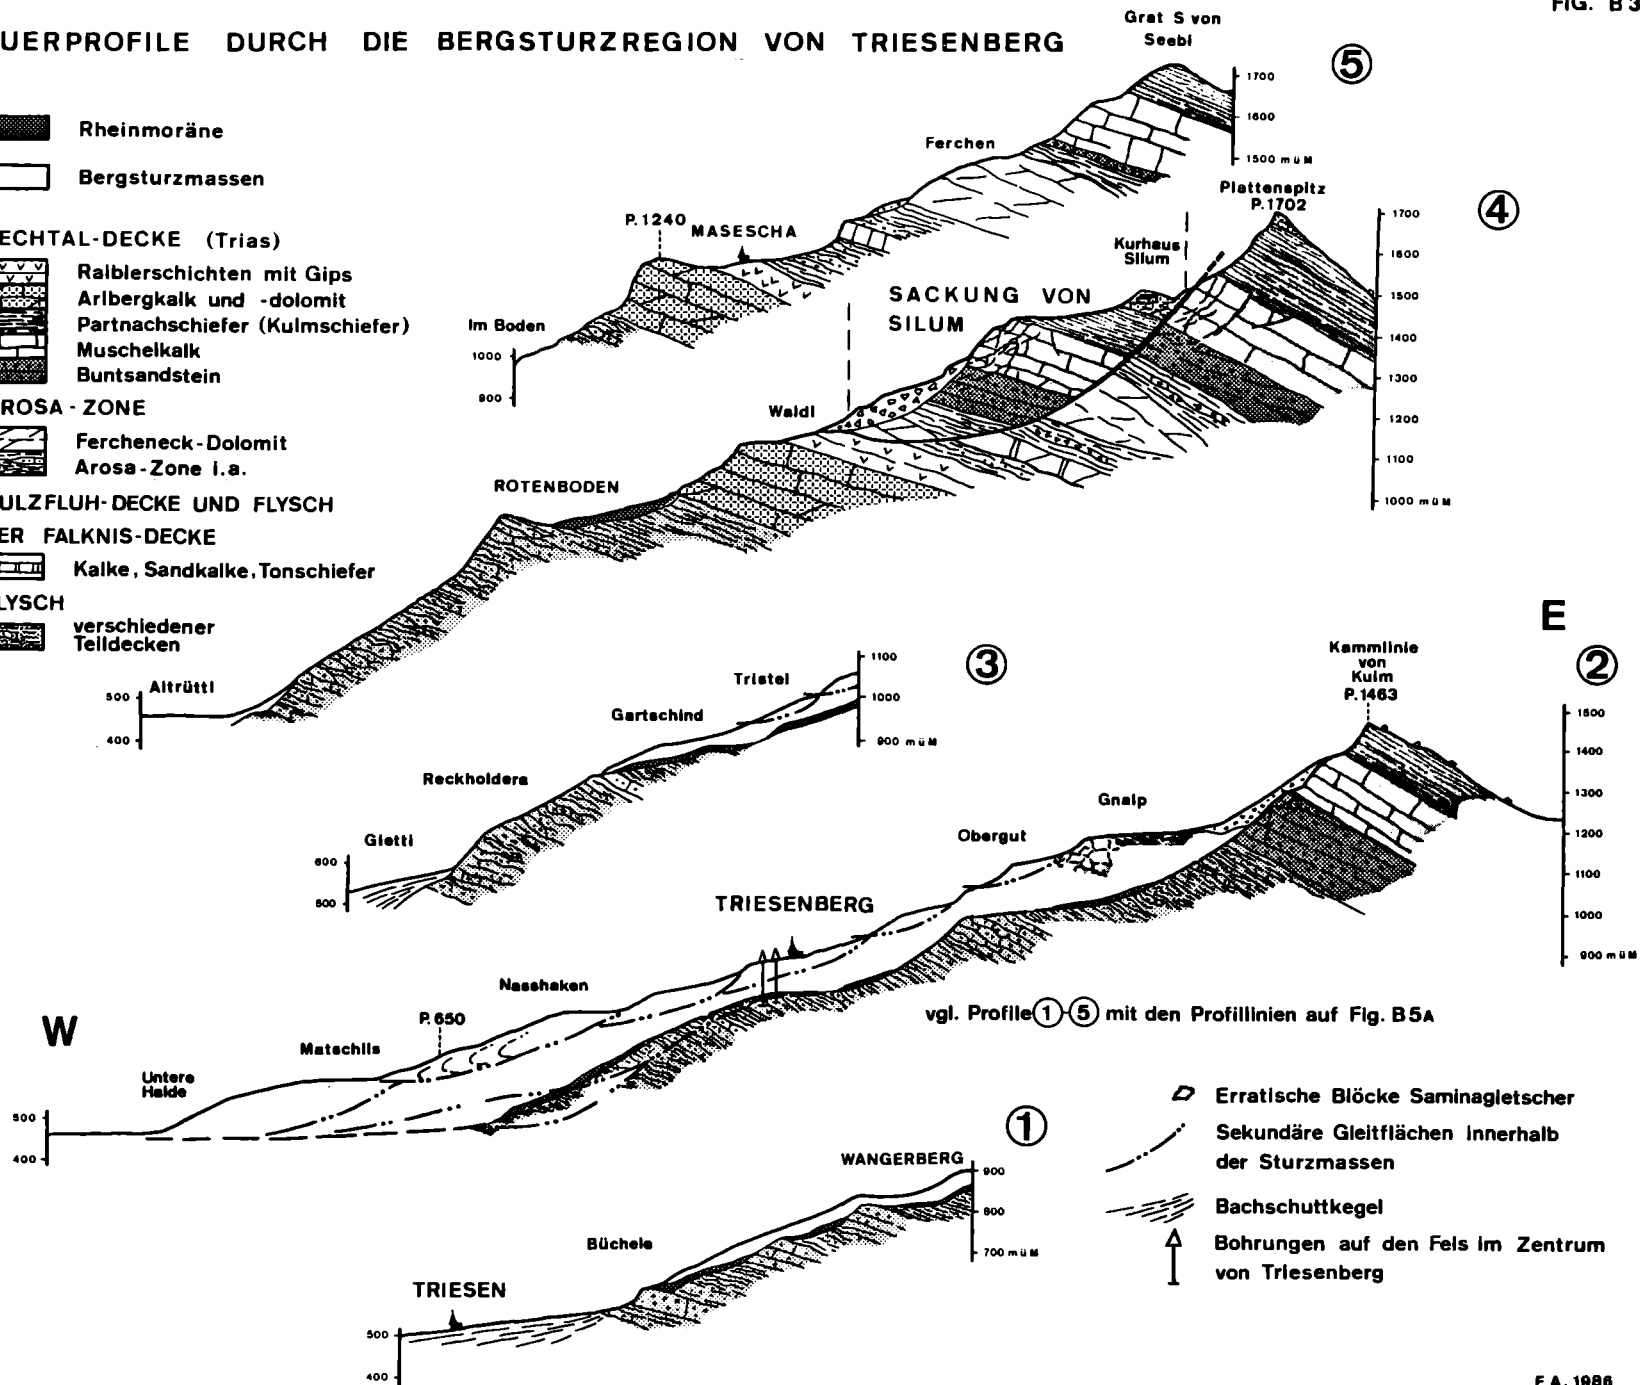 FIG. B3
UERPROFILE DURCH DIE BERGSTURZREGION VON TRIESENBERG
Rheinmoräne
Bergsturzmassen
ECHTAL-DECKE (Trias)
Raiblerschichten mit Gips
Arlbergkalk und -dolomit
Partnachschiefer (Kulmschiefer)
Muschelkalk
Buntsandstein
ROSA - ZONE
Fercheneck-Dolomit
Arosa-Zone i.a.
ULZFLUH-DECKE UND FLYSCH
ER FALKNIS-DECKE
Kalke, Sandkalke, Tonschiefer
LYSCH
verschiedener
Teildecken
5
Grat S von
Seebi
1700
1600
1500 m ü M
Ferchen
P. 1240
MASESCHA
Im Boden
1000
900
4
Plattenspitz
P. 1702
Kurhaus
Silum
SACKUNG VON
SILUM
Waldi
ROTENBODEN
Altrütti
1700
1600
1500
1400
1300
1200
1100
1000 m ü M
500
400
3
Tristel
Gartschind
Reckholdera
Gletti
1100
1000
900 m ü M
600
500
E
2
Kammlinie
von
Kulm
P. 1463
Gnalp
Obergut
TRIESENBERG
Nasshaken
P. 650
Matschils
Untere
Halde
W
1500
1400
1300
1200
1100
1000
900 m ü M
500
400
vgl. Profile 1-5 mit den Profillinien auf Fig. B5A
1
WANGERBERG
Büchele
TRIESEN
900
800
700 m ü M
500
400
Erratische Blöcke Saminagletscher
Sekundäre Gleitflächen innerhalb
der Sturzmassen
Bachschuttkegel
Bohrungen auf den Fels im Zentrum
von Triesenberg
F.A. 1986